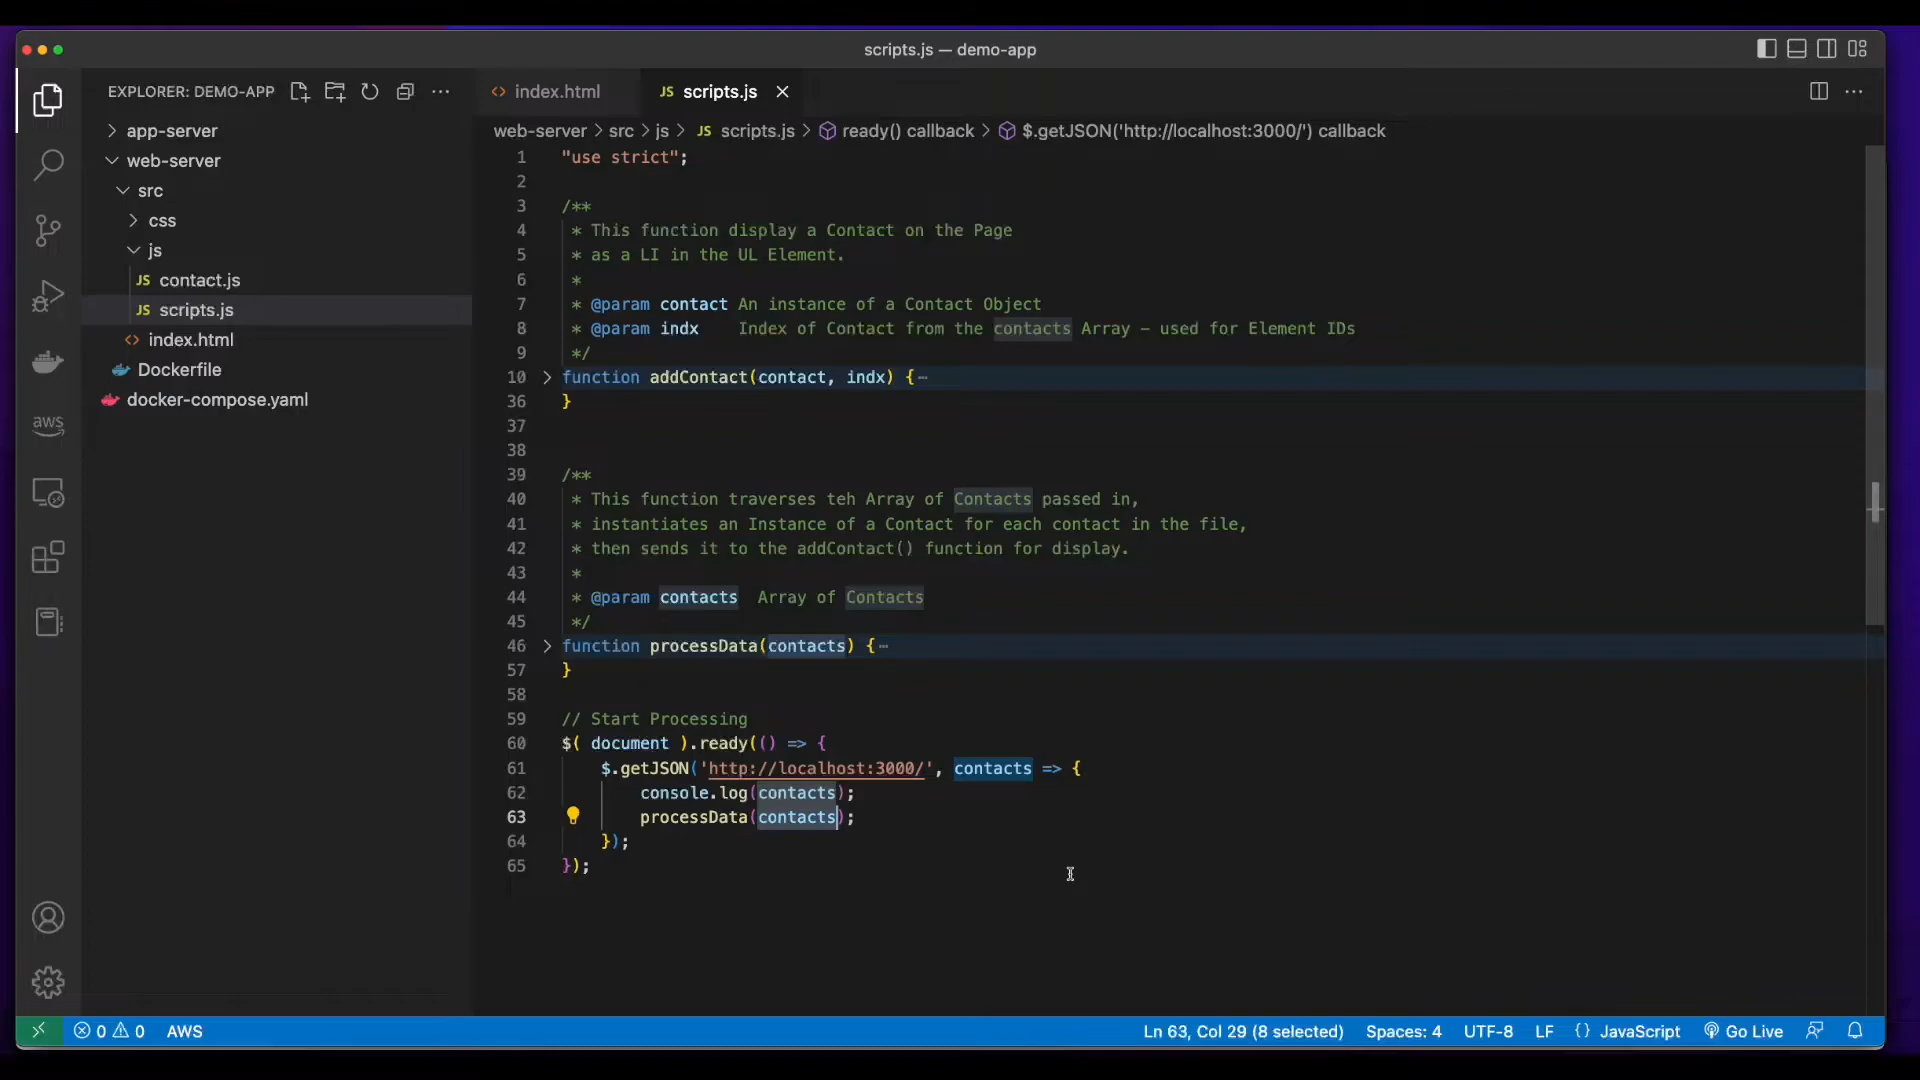 scripts.js — demo-app
EXPLORER: DEMO-APP
app-server
web-server
src
css
js
JS contact.js
JS scripts.js
<> index.html
Dockerfile
docker-compose.yaml
aws
<> index.html
JS scripts.js
web-server > src > js > JS scripts.js > ready() callback > $.getJSON('http://localhost:3000/') callback
1 "use strict";
2
3 /**
4 * This function display a Contact on the Page
5 * as a LI in the UL Element.
6 *
7 * @param contact An instance of a Contact Object
8 * @param indx Index of Contact from the contacts Array – used for Element IDs
9 */
10 function addContact(contact, indx) {…
36 }
37
38
39 /**
40 * This function traverses teh Array of Contacts passed in,
41 * instantiates an Instance of a Contact for each contact in the file,
42 * then sends it to the addContact() function for display.
43 *
44 * @param contacts Array of Contacts
45 */
46 function processData(contacts) {…
57 }
58
59 // Start Processing
60 $( document ).ready(() => {
61 $.getJSON('http://localhost:3000/', contacts => {
62 console.log(contacts);
63 processData(contacts);
64 });
65 });
0 0 AWS
Ln 63, Col 29 (8 selected) Spaces: 4 UTF-8 LF {} JavaScript Go Live